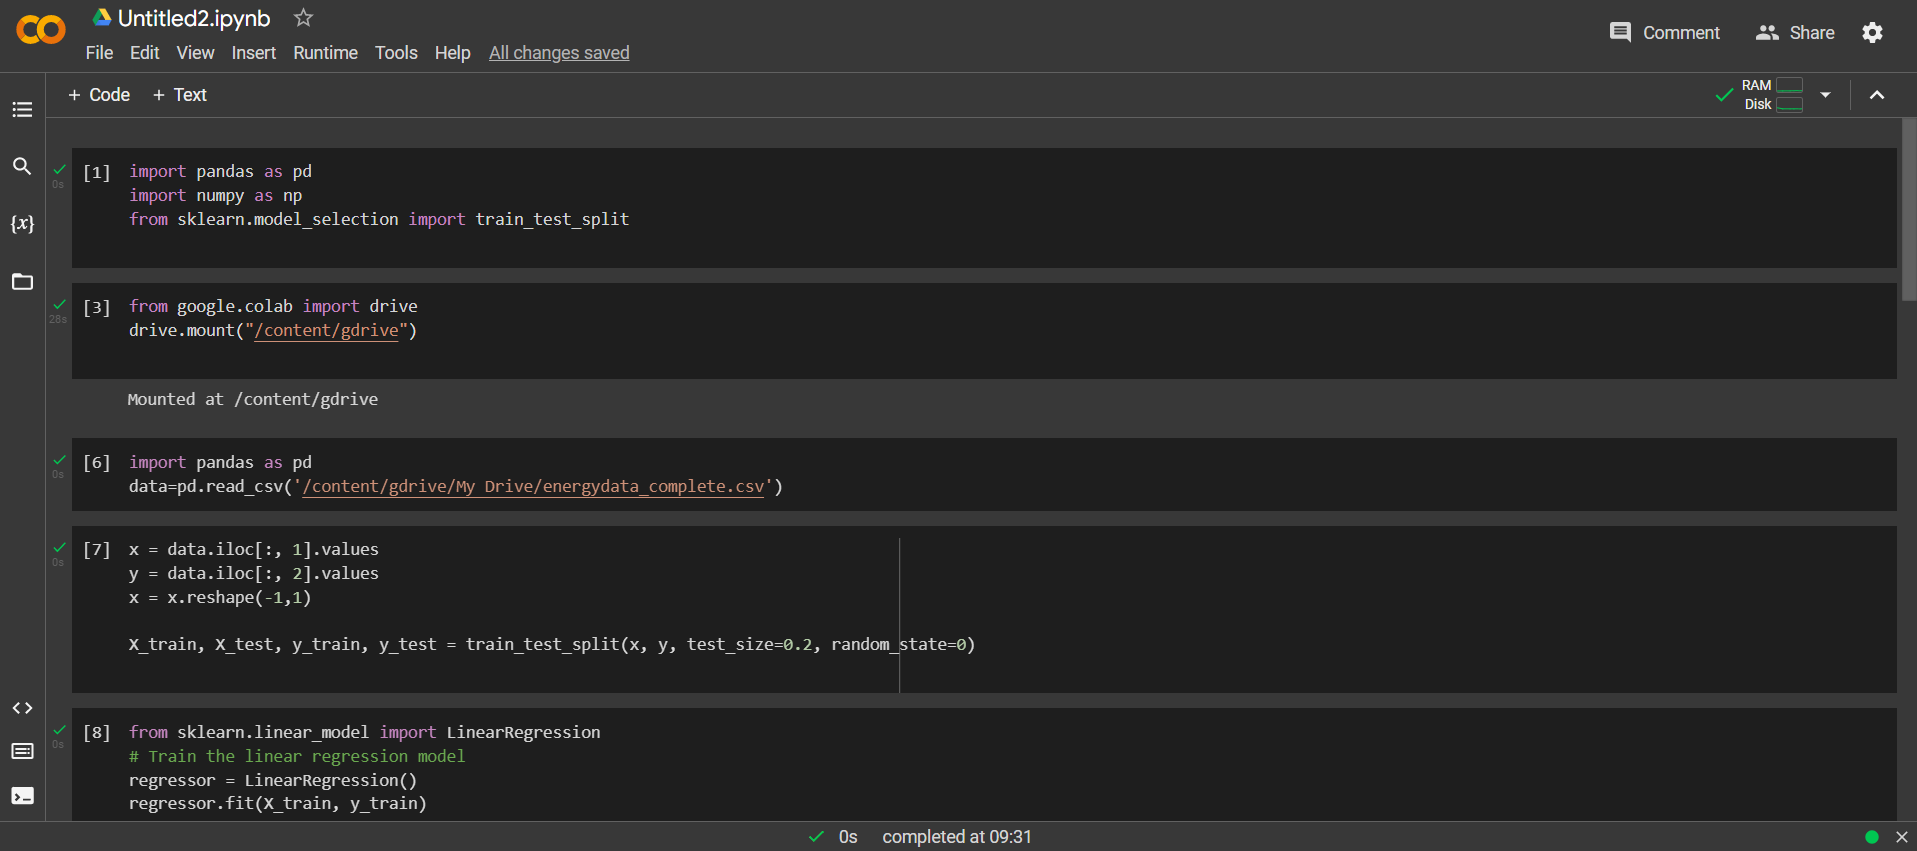 Untitled2.ipynb
File Edit View Insert Runtime Tools Help All changes saved
Comment Share
+ Code + Text
RAM
Disk
0s
[1] import pandas as pd
import numpy as np
from sklearn.model_selection import train_test_split
28s
[3] from google.colab import drive
drive.mount("/content/gdrive")
Mounted at /content/gdrive
0s
[6] import pandas as pd
data=pd.read_csv('/content/gdrive/My Drive/energydata_complete.csv')
0s
[7] x = data.iloc[:, 1].values
y = data.iloc[:, 2].values
x = x.reshape(-1,1)
X_train, X_test, y_train, y_test = train_test_split(x, y, test_size=0.2, random_state=0)
0s
[8] from sklearn.linear_model import LinearRegression
# Train the linear regression model
regressor = LinearRegression()
regressor.fit(X_train, y_train)
0s completed at 09:31